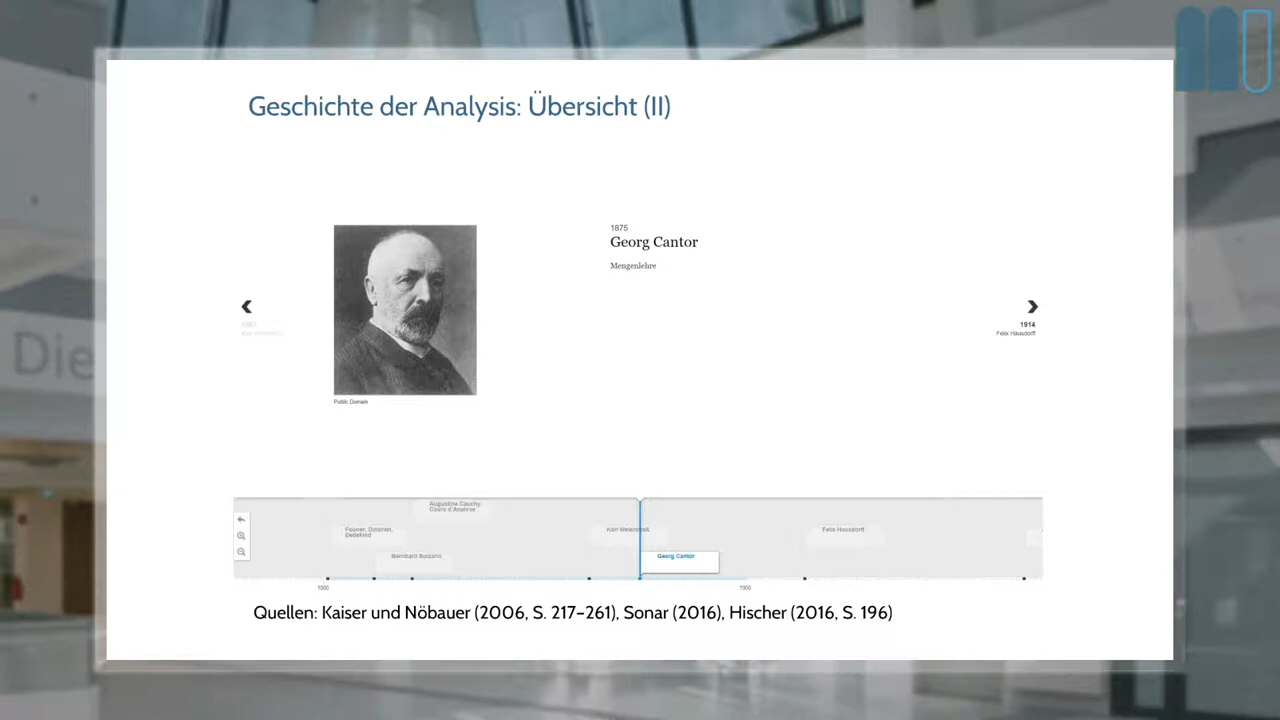 Geschichte der Analysis: Übersicht (II)
1875
Georg Cantor
Mengenlehre
1914
Felix Hausdorff
Public Domain
Augustine Cauchy:
Cours d'Analyse
Fourier, Dirichlet,
Dedekind
Karl Weierstraß
Felix Hausdorff
Bernhard Bolzano
Georg Cantor
1800
1900
Quellen: Kaiser und Nöbauer (2006, S. 217–261), Sonar (2016), Hischer (2016, S. 196)
Die